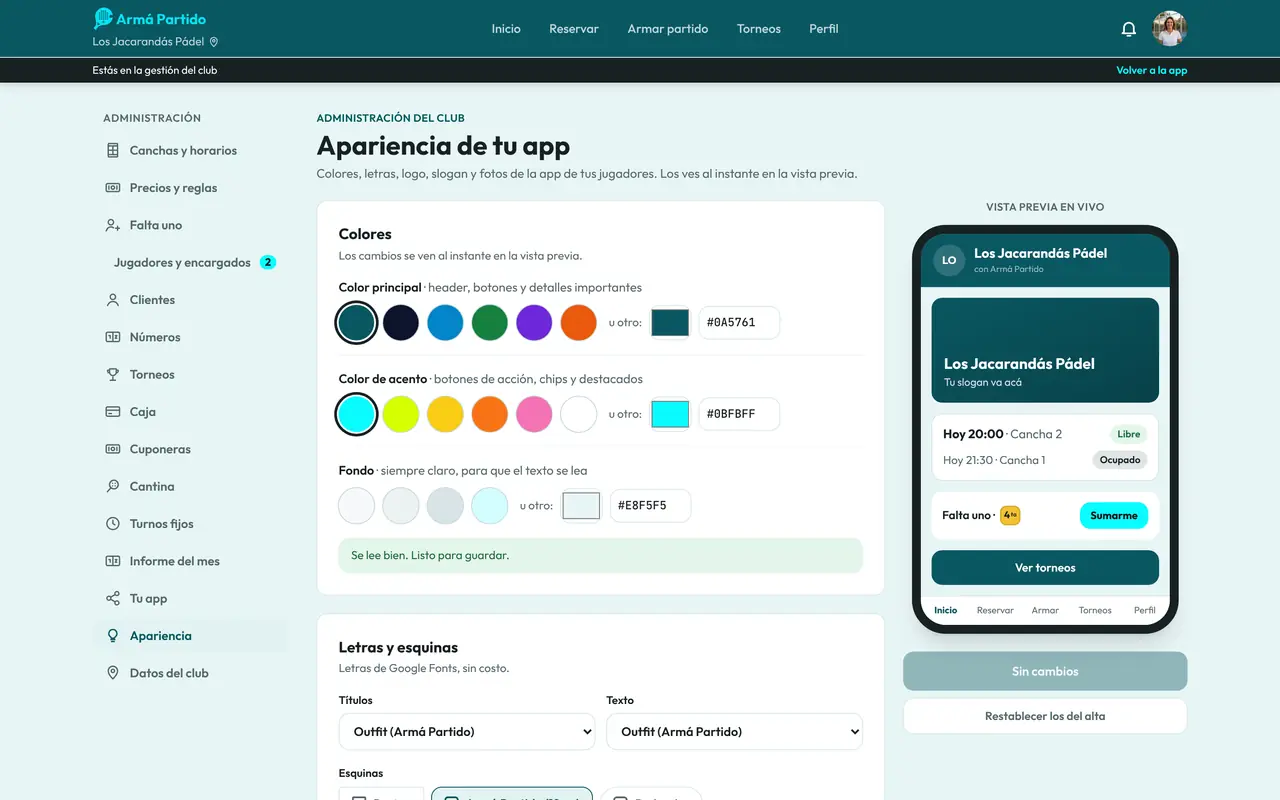 Armá Partido
Los Jacarandás Pádel
Inicio
Reservar
Armar partido
Torneos
Perfil
Estás en la gestión del club
Volver a la app
ADMINISTRACIÓN
Canchas y horarios
Precios y reglas
Falta uno
Jugadores y encargados 2
Clientes
Números
Torneos
Caja
Cuponeras
Cantina
Turnos fijos
Informe del mes
Tu app
Apariencia
Datos del club
ADMINISTRACIÓN DEL CLUB
Apariencia de tu app
Colores, letras, logo, slogan y fotos de la app de tus jugadores. Los ves al instante en la vista previa.
Colores
Los cambios se ven al instante en la vista previa.
Color principal · header, botones y detalles importantes
u otro: #0A5761
Color de acento · botones de acción, chips y destacados
u otro: #0BFBFF
Fondo · siempre claro, para que el texto se lea
u otro: #E8F5F5
Se lee bien. Listo para guardar.
Letras y esquinas
Letras de Google Fonts, sin costo.
Títulos
Texto
Outfit (Armá Partido)
Outfit (Armá Partido)
Esquinas
VISTA PREVIA EN VIVO
LO
Los Jacarandás Pádel
con Armá Partido
Los Jacarandás Pádel
Tu slogan va acá
Hoy 20:00 · Cancha 2 Libre
Hoy 21:30 · Cancha 1 Ocupado
Falta uno · 4ta Sumarme
Ver torneos
Inicio
Reservar
Armar
Torneos
Perfil
Sin cambios
Restablecer los del alta